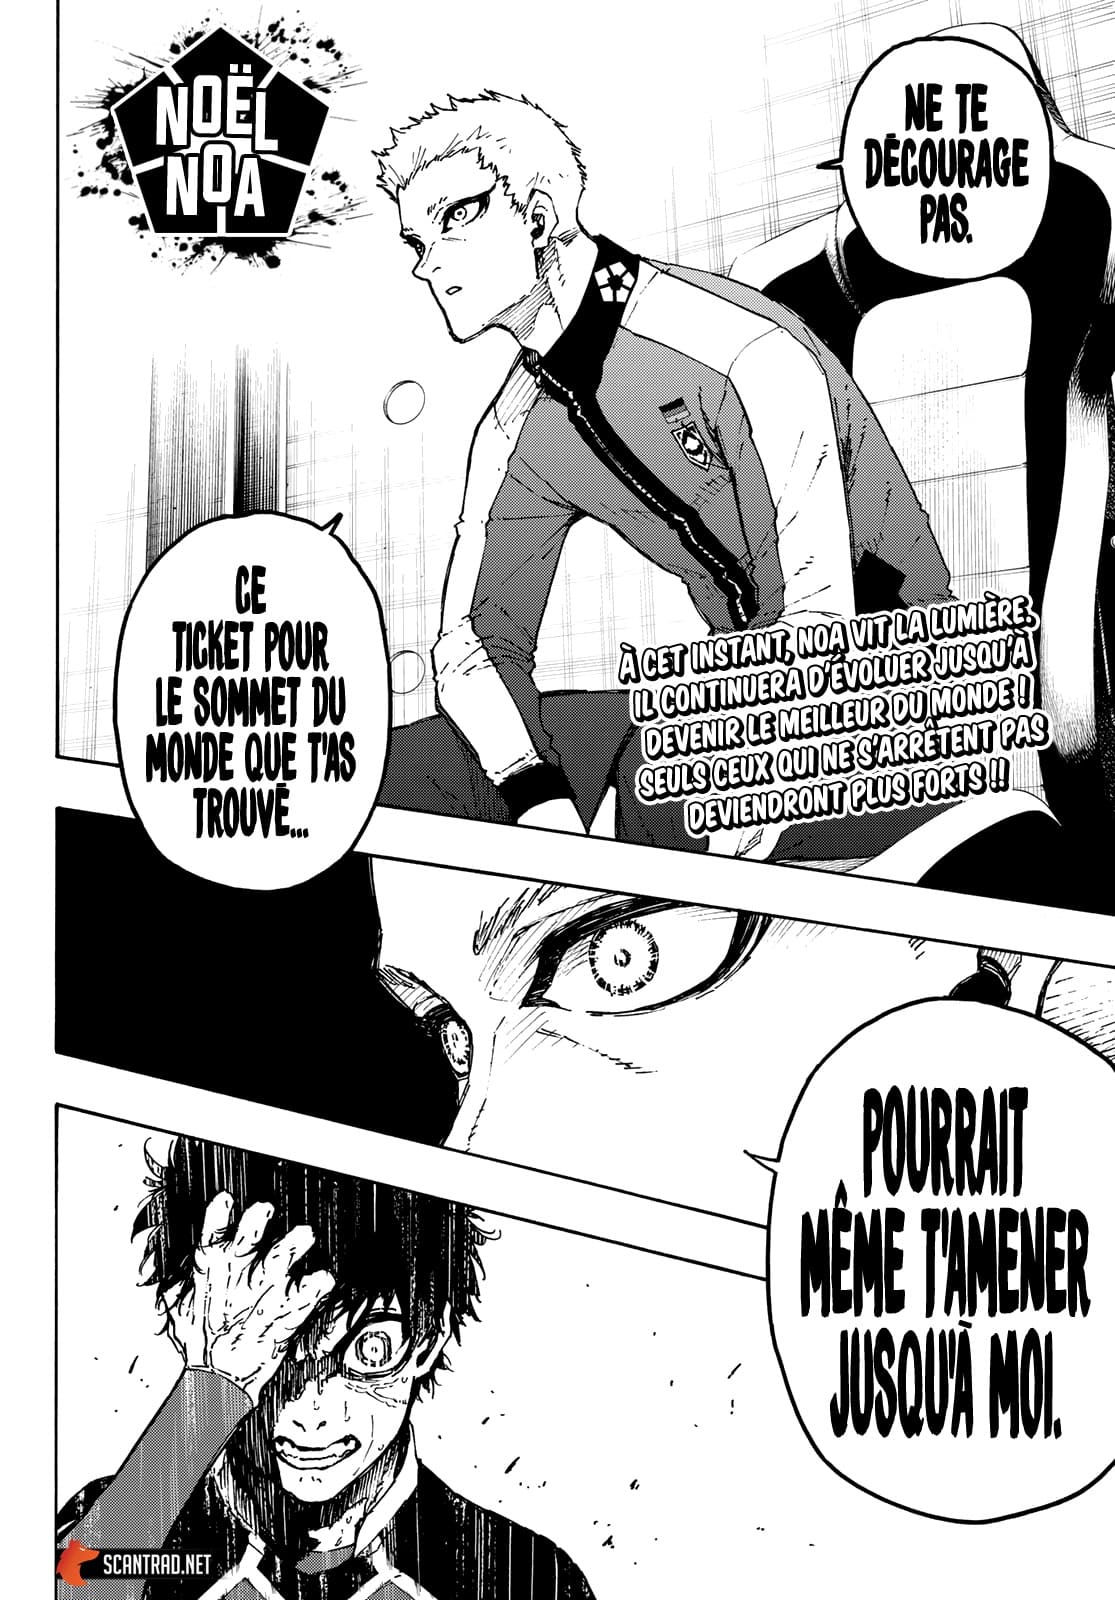 NOËL
NOA
NE TE
DÉCOURAGE
PAS.
CE
TICKET POUR
LE SOMMET DU
MONDE QUE T'AS
TROUVÉ...
À CET INSTANT, NOA VIT LA LUMIÈRE.
IL CONTINUERA D'ÉVOLUER JUSQU'À
DEVENIR LE MEILLEUR DU MONDE !
SEULS CEUX QUI NE S'ARRÊTENT PAS
DEVIENDRONT PLUS FORTS !!
POURRAIT
MÊME T'AMENER
JUSQU'À MOI.
SCANTRAD.NET